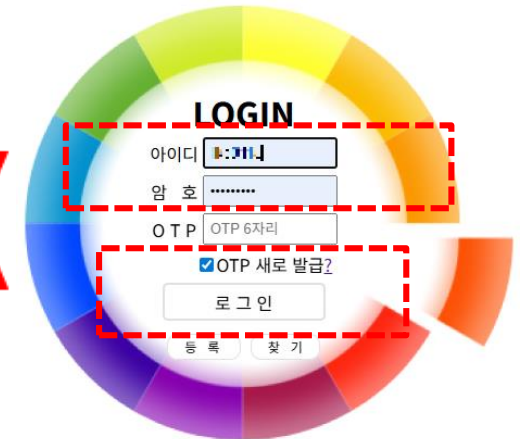 LOGIN
아이디
암 호 •••••••••
O T P OTP 6자리
OTP 새로 발급?
로 그 인
등 록 찾 기